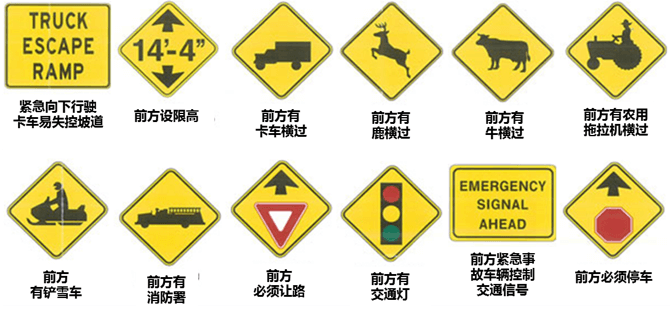 TRUCK
ESCAPE
RAMP
14'-4"
紧急向下行驶
卡车易失控坡道
前方设限高
前方有
卡车横过
前方有
鹿横过
前方有
牛横过
前方有农用
拖拉机横过
EMERGENCY
SIGNAL
AHEAD
前方
有铲雪车
前方有
消防署
前方
必须让路
前方有
交通灯
前方紧急事
故车辆控制
交通信号
前方必须停车